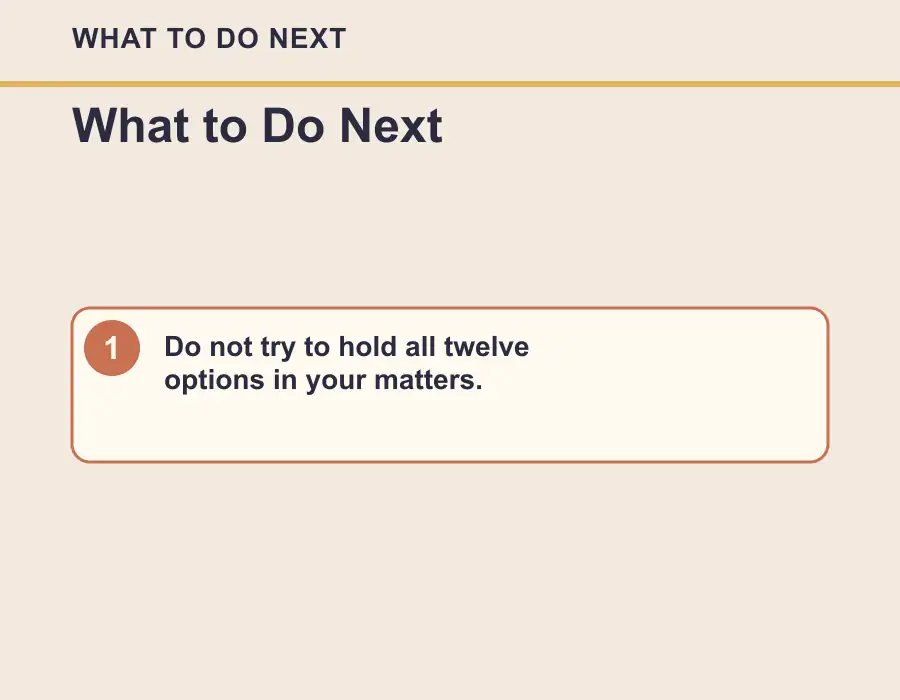 WHAT TO DO NEXT
What to Do Next
1
Do not try to hold all twelve
options in your matters.